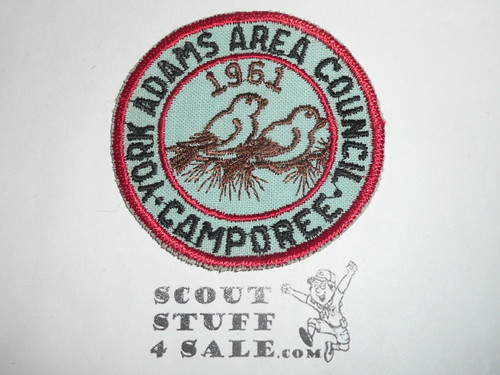 YORK ADAMS AREA COUNCIL
1961
CAMPOREE
SCOUT
STUFF
4 SALE.com